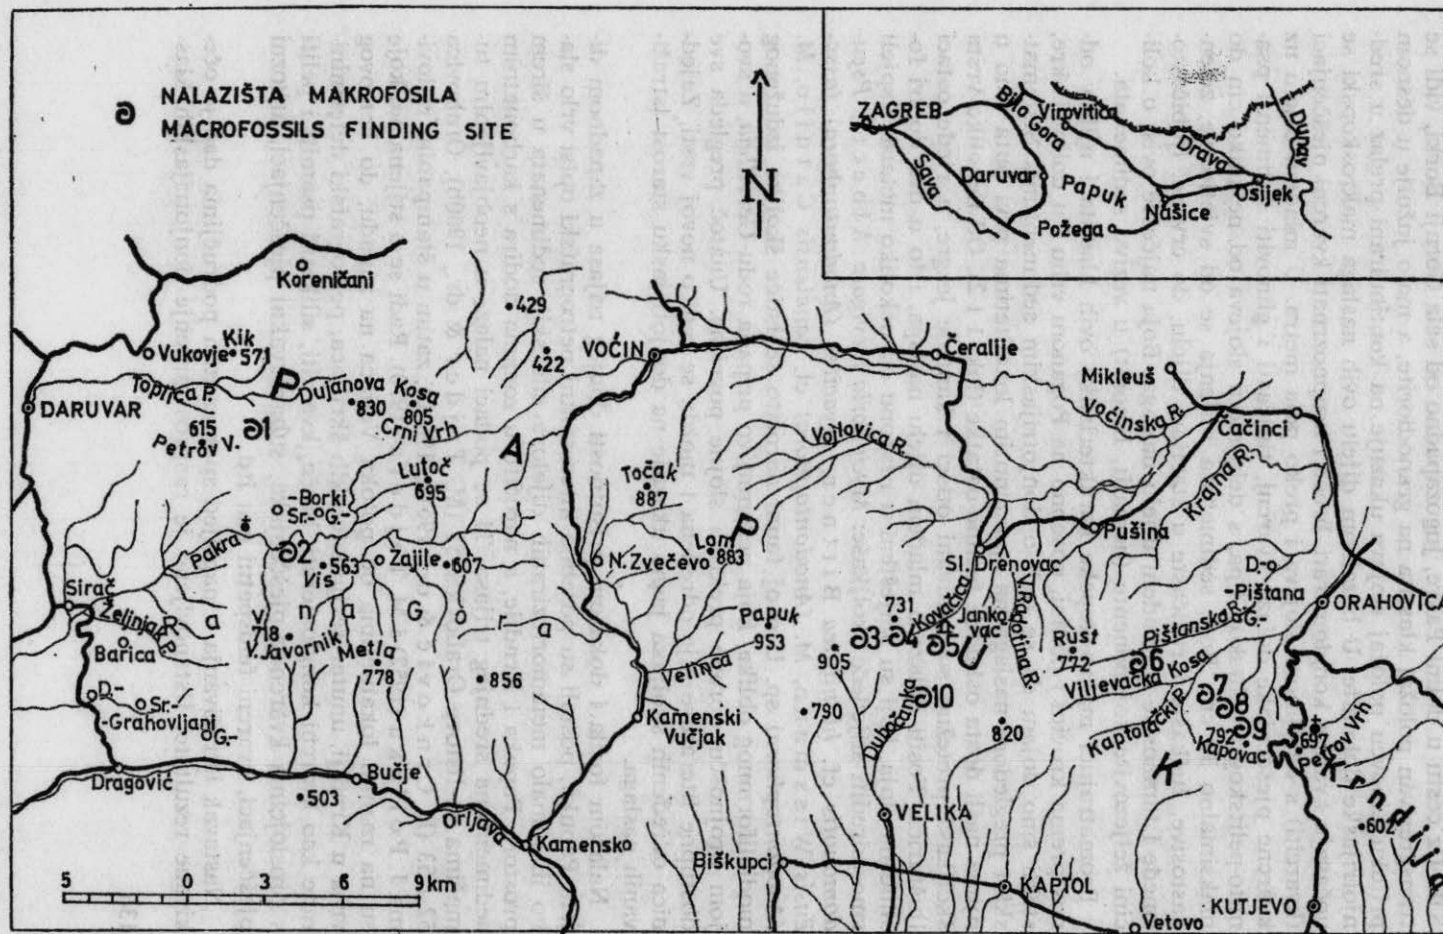 NALAZIŠTA MAKROFOSILA
MACROFOSSILS FINDING SITE
N
ZAGREB
Bilo Gora
Virovitica
Drava
Dunav
Sava
Daruvar
Papuk
Osijek
Našice
Požega
Koreničani
429
Vukovje
Kik
571
422
VOĆIN
Čeralije
Mikleuš
Toplica P.
P
Dujanova Kosa
830
805
DARUVAR
615
Petrov V.
1
Crni Vrh
A
Voćinska R.
Čačinci
Vojlovica R.
Krajna R.
Lutoč
695
Točak
887
P
-Borki
Sr.-
G.-
Pakra
2
Vis
563
Zajile
607
N. Zvečevo
Lom
883
Pušina
Sl. Drenovac
D.-
-Pištana
G.-
ORAHOVICA
Sirač
Željnjak P.
Barica
Ravna Gora
718
V. Javornik
Metla
778
856
Papuk
953
Velinca
731
905
3
4
Kovačica
5
Jankovac
U
Rust
772
Pištanska R.
6
Viljevačka Kosa
7
8
9
10
Dubočanka
790
820
Kaptolački P.
792
Kapovac
697
Petrov Vrh
K
Krndija
602
D.-
Sr.-
-Grahovljani
G.-
Kamenski
Vučjak
Dragović
Bučje
503
Orljava
Kamensko
VELIKA
Biškupci
KAPTOL
Vetovo
KUTJEVO
5 0 3 6 9 km